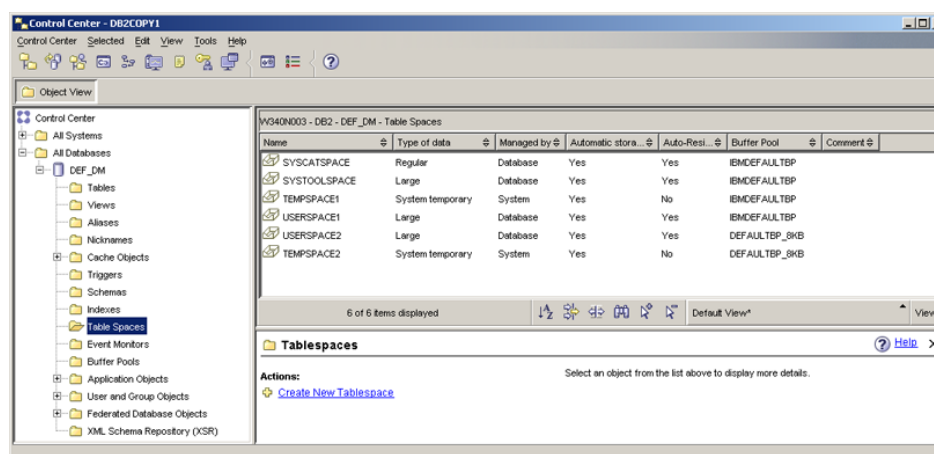 Control Center - DB2COPY1
Control Center Selected Edit View Tools Help
Object View
Control Center
All Systems
All Databases
DEF_DM
Tables
Views
Aliases
Nicknames
Cache Objects
Triggers
Schemas
Indexes
Table Spaces
Event Monitors
Buffer Pools
Application Objects
User and Group Objects
Federated Database Objects
XML Schema Repository (XSR)
W340N003 - DB2 - DEF_DM - Table Spaces
Name Type of data Managed by Automatic stora... Auto-Resi... Buffer Pool Comment
SYSCATSPACE Regular Database Yes Yes IBMDEFAULTBP
SYSTOOLSPACE Large Database Yes Yes IBMDEFAULTBP
TEMPSPACE1 System temporary System Yes No IBMDEFAULTBP
USERSPACE1 Large Database Yes Yes IBMDEFAULTBP
USERSPACE2 Large Database Yes Yes DEFAULTBP_8KB
TEMPSPACE2 System temporary System Yes No DEFAULTBP_8KB
6 of 6 items displayed Default View* View
Tablespaces Help
Actions:
Create New Tablespace
Select an object from the list above to display more details.